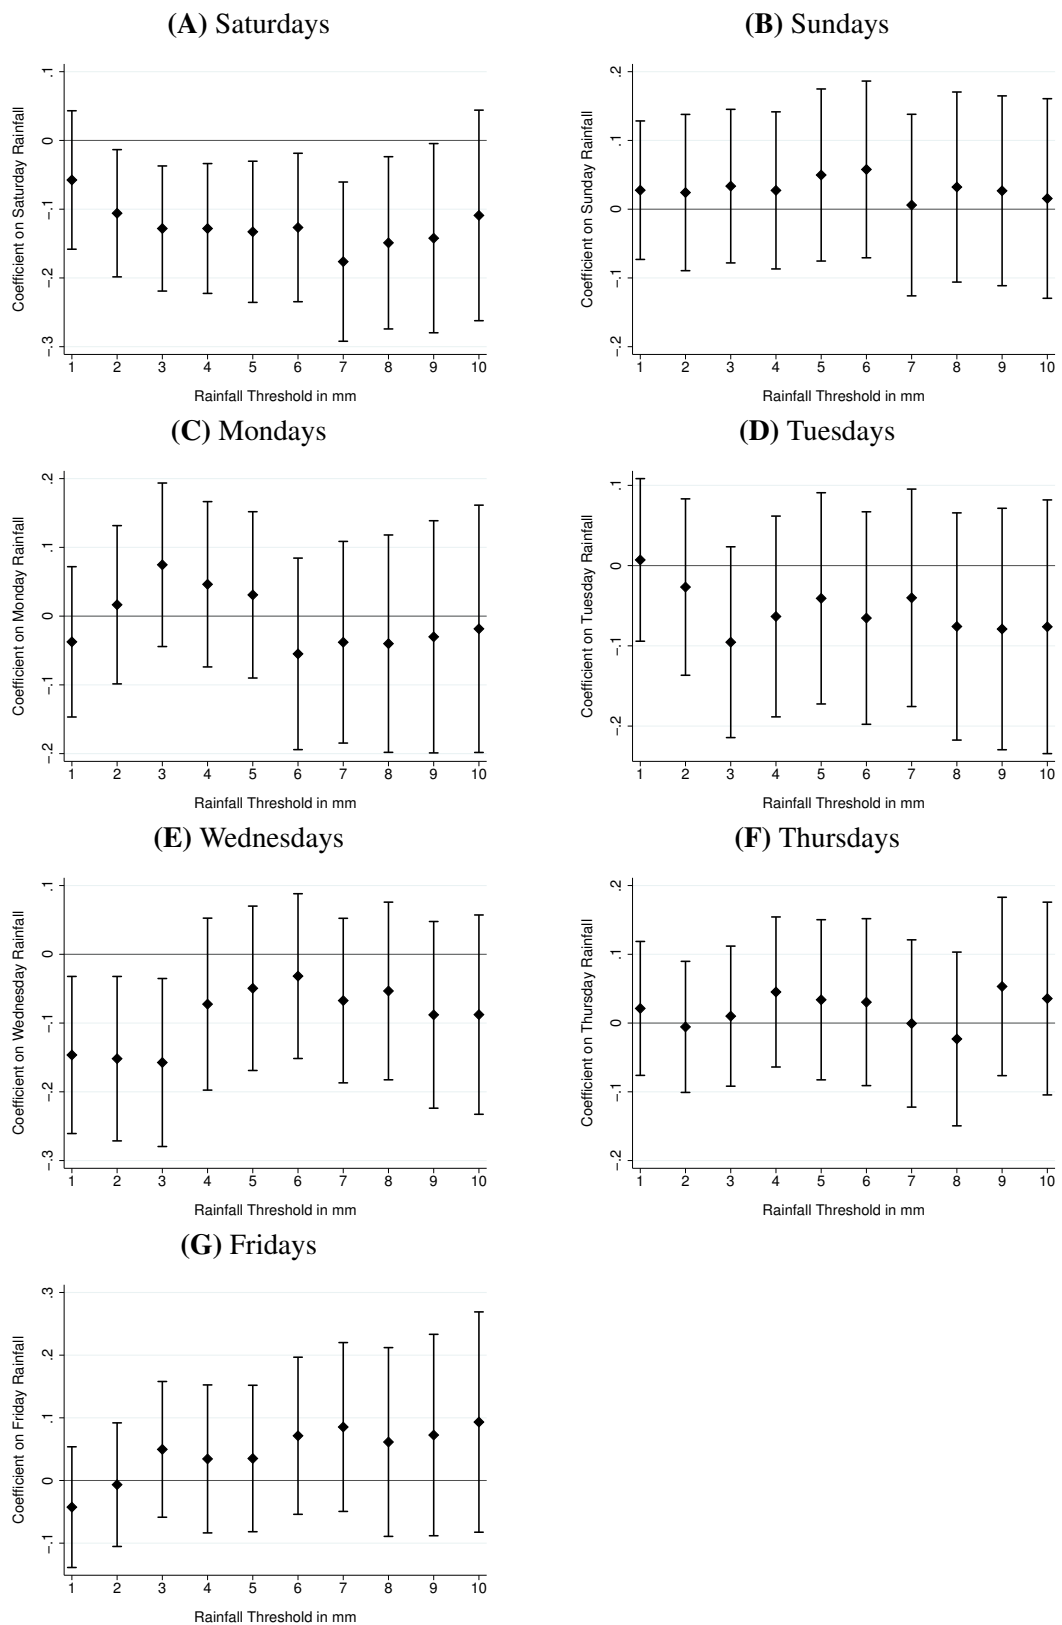 (A) Saturdays
Coefficient on Saturday Rainfall
.1
0
-.1
-.2
-.3
1 2 3 4 5 6 7 8 9 10
Rainfall Threshold in mm
(B) Sundays
Coefficient on Sunday Rainfall
.2
.1
0
-.1
-.2
1 2 3 4 5 6 7 8 9 10
Rainfall Threshold in mm
(C) Mondays
Coefficient on Monday Rainfall
.2
.1
0
-.1
-.2
1 2 3 4 5 6 7 8 9 10
Rainfall Threshold in mm
(D) Tuesdays
Coefficient on Tuesday Rainfall
.1
0
-.1
-.2
1 2 3 4 5 6 7 8 9 10
Rainfall Threshold in mm
(E) Wednesdays
Coefficient on Wednesday Rainfall
.1
0
-.1
-.2
-.3
1 2 3 4 5 6 7 8 9 10
Rainfall Threshold in mm
(F) Thursdays
Coefficient on Thursday Rainfall
.2
.1
0
-.1
-.2
1 2 3 4 5 6 7 8 9 10
Rainfall Threshold in mm
(G) Fridays
Coefficient on Friday Rainfall
.3
.2
.1
0
-.1
1 2 3 4 5 6 7 8 9 10
Rainfall Threshold in mm